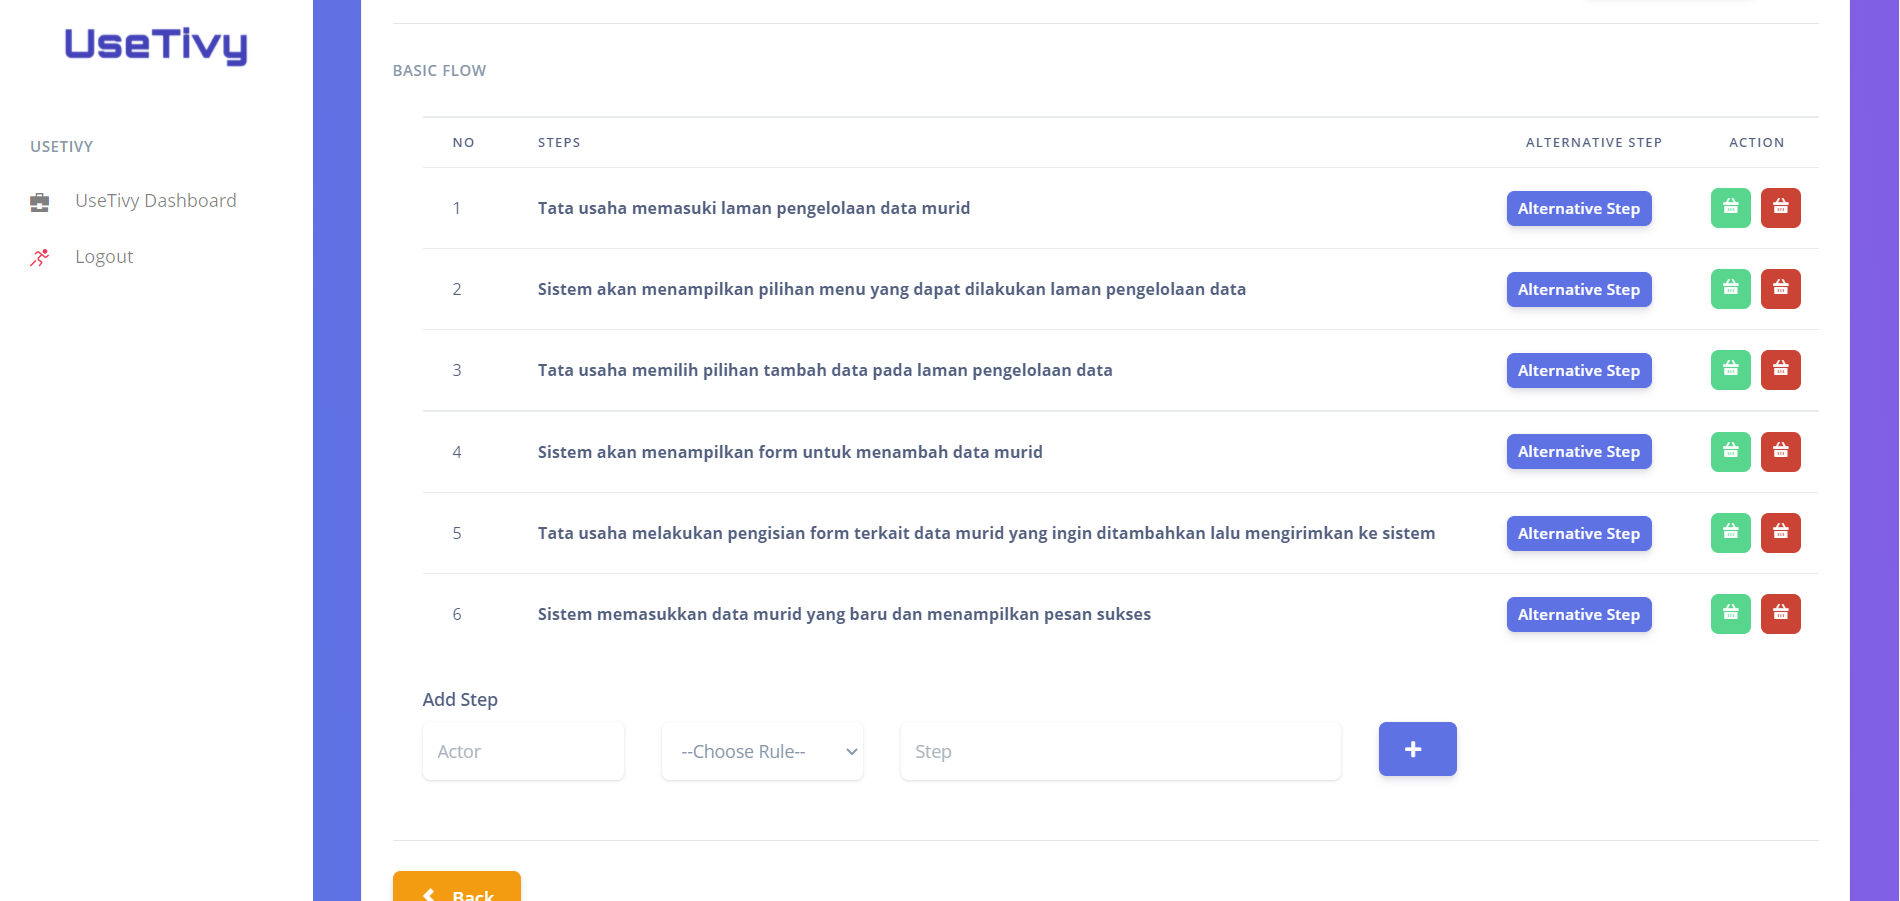 UseTivy
USETIVY
UseTivy Dashboard
Logout
BASIC FLOW
NO STEPS ALTERNATIVE STEP ACTION
1 Tata usaha memasuki laman pengelolaan data murid Alternative Step
2 Sistem akan menampilkan pilihan menu yang dapat dilakukan laman pengelolaan data Alternative Step
3 Tata usaha memilih pilihan tambah data pada laman pengelolaan data Alternative Step
4 Sistem akan menampilkan form untuk menambah data murid Alternative Step
5 Tata usaha melakukan pengisian form terkait data murid yang ingin ditambahkan lalu mengirimkan ke sistem Alternative Step
6 Sistem memasukkan data murid yang baru dan menampilkan pesan sukses Alternative Step
Add Step
Actor --Choose Rule-- Step +
Back